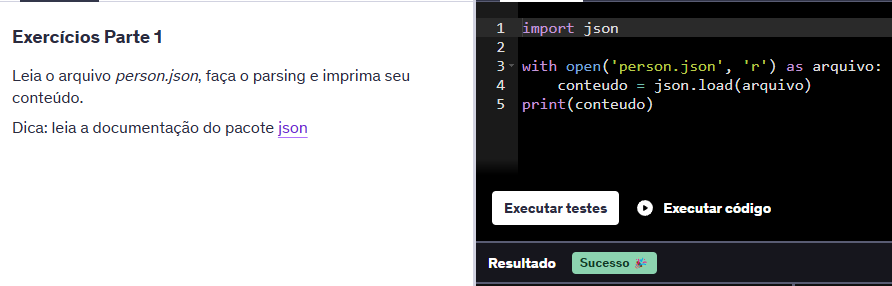 Exercícios Parte 1
Leia o arquivo person.json, faça o parsing e imprima seu
conteúdo.
Dica: leia a documentação do pacote json
1 import json
2
3 with open('person.json', 'r') as arquivo:
4     conteudo = json.load(arquivo)
5 print(conteudo)
Executar testes
Executar código
Resultado
Sucesso 🎉